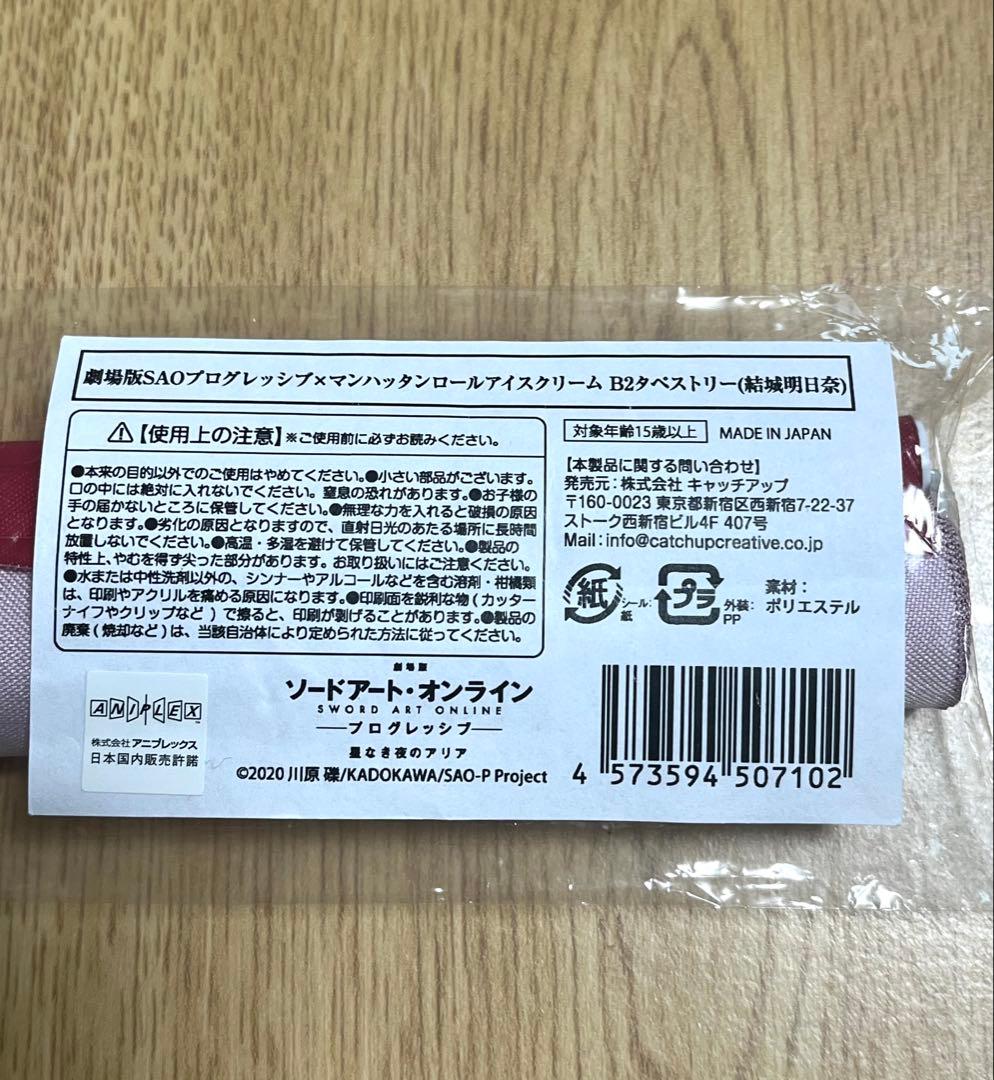 劇場版SAOプログレッシブ×マンハッタンロールアイスクリーム B2タペストリー(結城明日奈)
⚠【使用上の注意】※ご使用前に必ずお読みください。
●本来の目的以外でのご使用はやめてください。●小さい部品がございます。
口の中には絶対に入れないでください。窒息の恐れがあります。●お子様の
手の届かないところに保管してください。●無理な力を入れると破損の原因
となります。●劣化の原因となりますので、直射日光のあたる場所に長時間
放置しないでください。●高温・多湿を避けて保管してください。●製品の
特性上、やむを得ず尖った部分があります。お取り扱いにはご注意ください。
●水または中性洗剤以外の、シンナーやアルコールなどを含む溶剤・柑橘類
は、印刷やアクリルを痛める原因になります。●印刷面を鋭利な物(カッター
ナイフやクリップなど)で擦ると、印刷が剥げることがあります。●製品の
廃棄(焼却など)は、当該自治体により定められた方法に従ってください。
対象年齢15歳以上 MADE IN JAPAN
【本製品に関する問い合わせ】
発売元:株式会社 キャッチアップ
〒160-0023 東京都新宿区西新宿7-22-37
ストーク西新宿ビル4F 407号
Mail:info@catchupcreative.co.jp
紙 シール:紙 プラ 外装:PP
素材:
ポリエステル
ANIPLEX
株式会社 アニプレックス
日本国内販売許諾
劇場版
ソードアート・オンライン
SWORD ART ONLINE
プログレッシブ
星なき夜のアリア
©2020 川原 礫/KADOKAWA/SAO-P Project
4 573594 507102